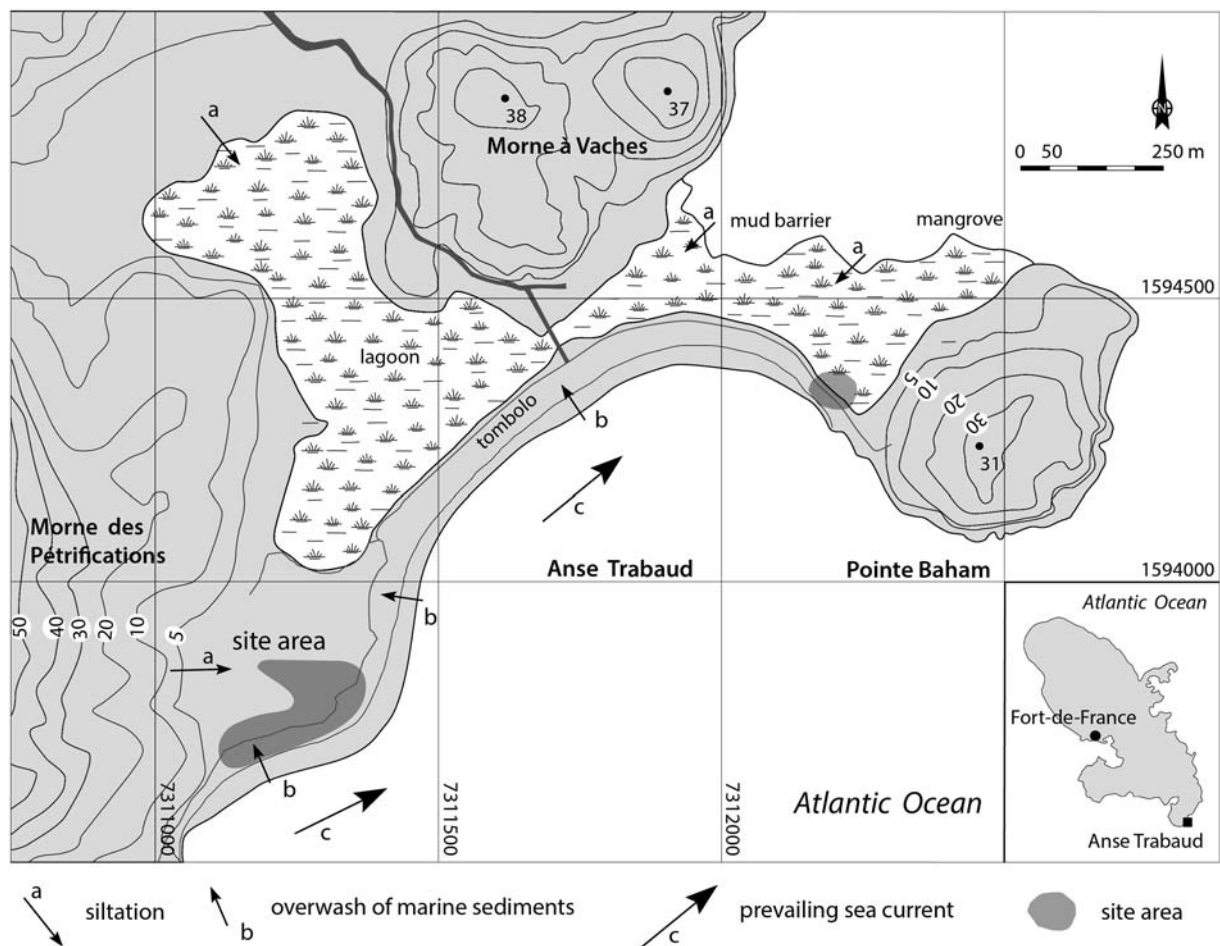 a
38
37
Morne à Vaches
N
0 50 250 m
a
mud barrier
mangrove
a
1594500
lagoon
tombolo
b
5
10
20
30
31
c
Morne des
Pétrifications
Anse Trabaud
Pointe Baham
1594000
b
50
40
30
20
10
5
site area
a
b
c
7311000
7311500
7312000
Atlantic Ocean
Atlantic Ocean
Fort-de-France
Anse Trabaud
a siltation
b overwash of marine sediments
c prevailing sea current
site area